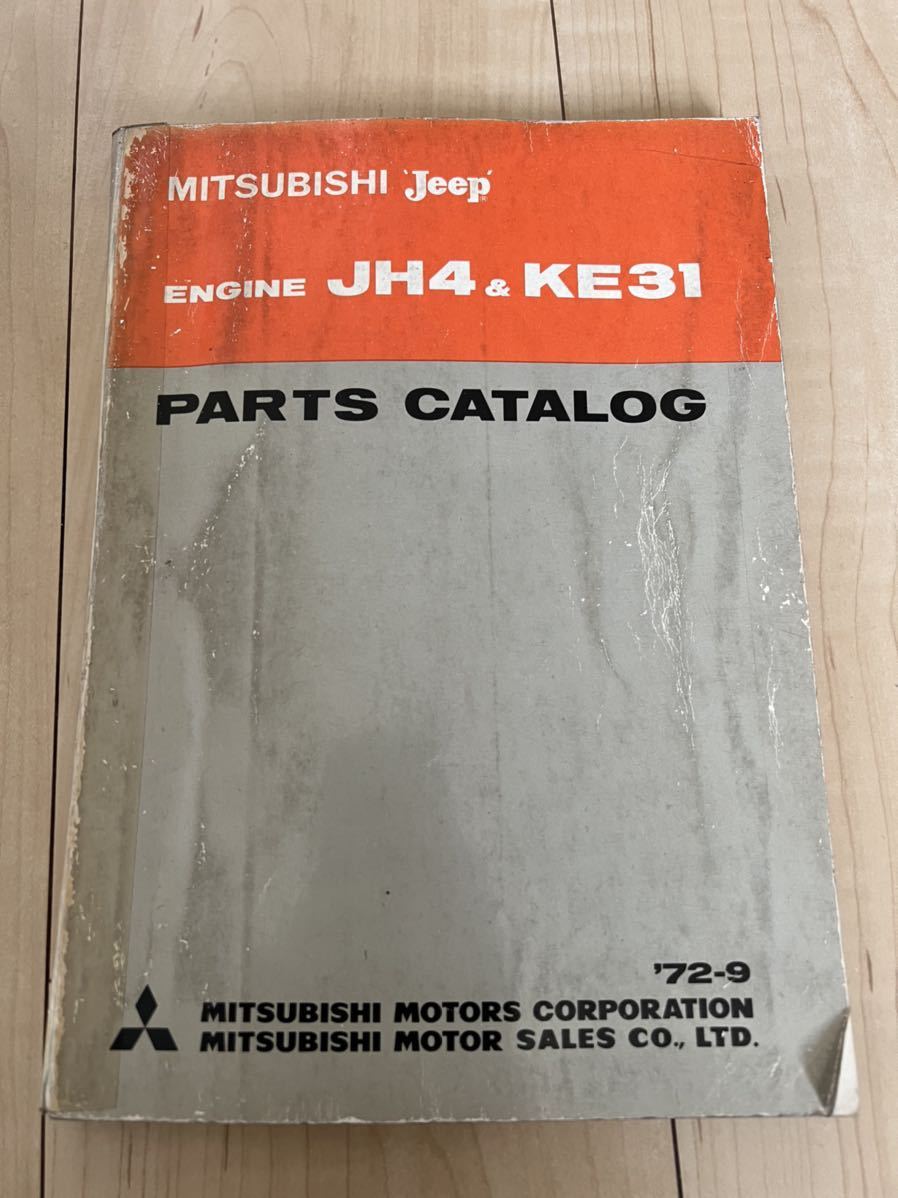 MITSUBISHI 'Jeep'®
ENGINE JH4 & KE31
PARTS CATALOG
'72-9
MITSUBISHI MOTORS CORPORATION
MITSUBISHI MOTOR SALES CO., LTD.